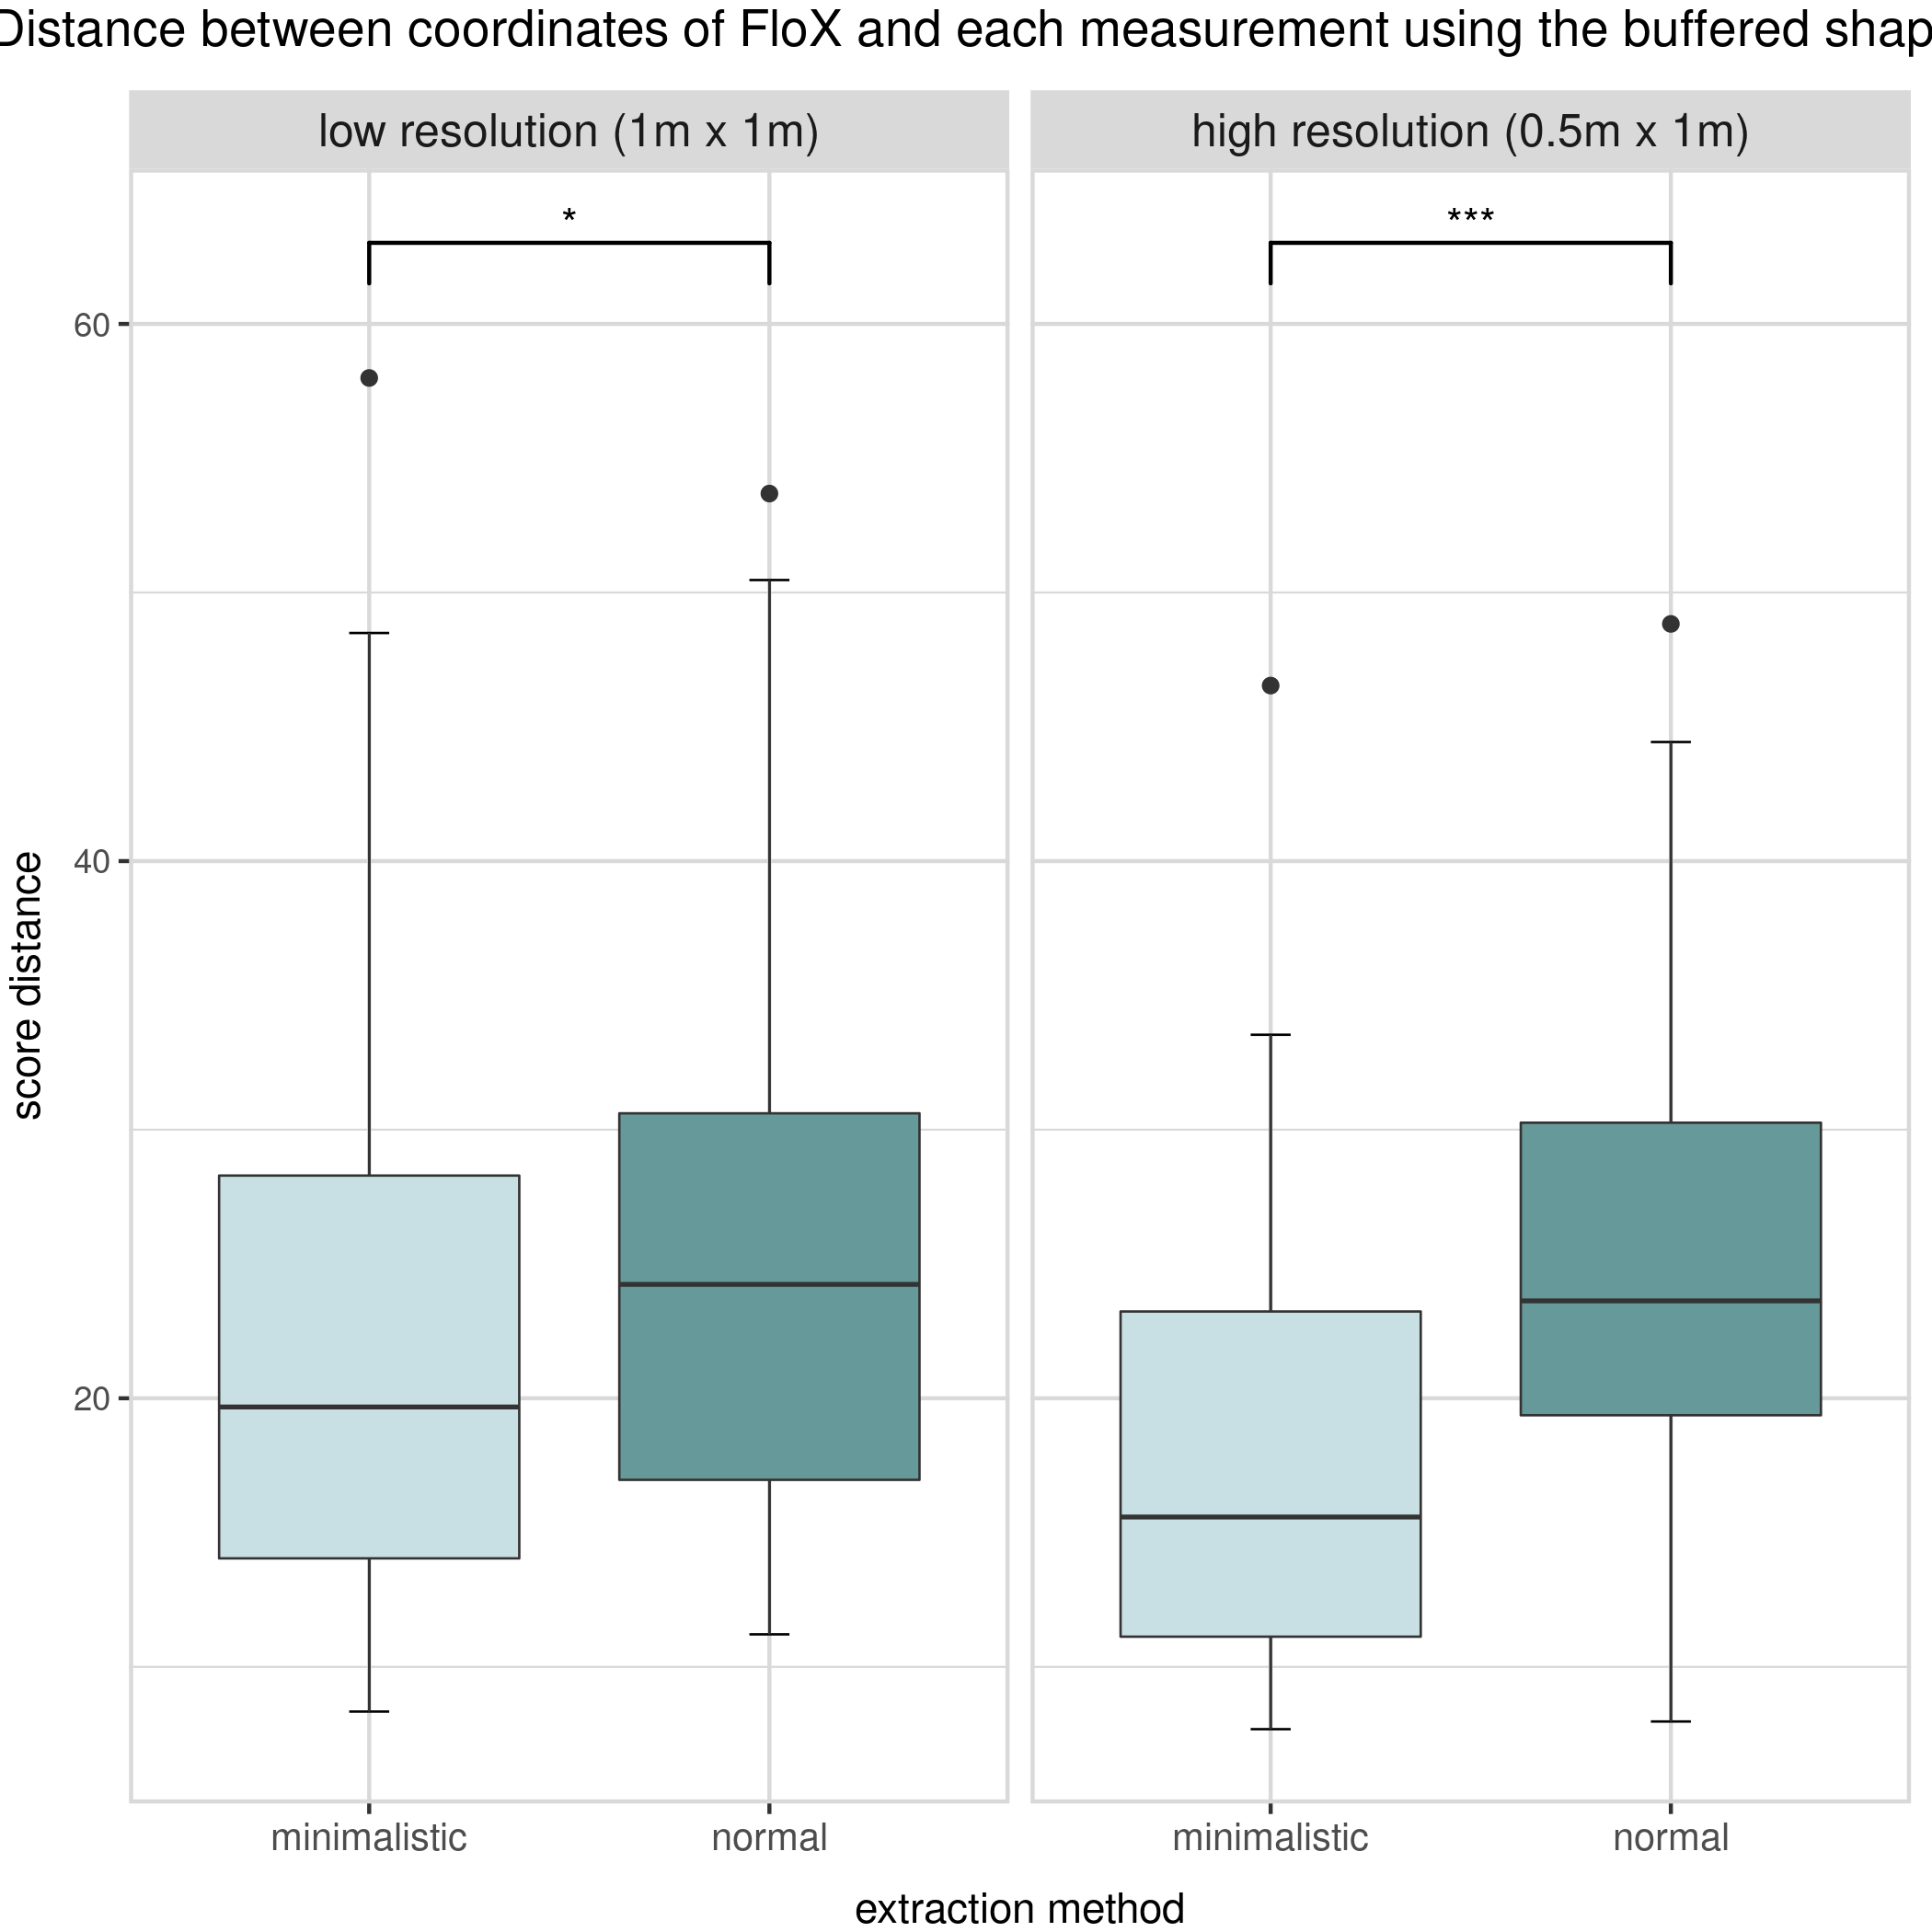 Distance between coordinates of FloX and each measurement using the buffered shap
low resolution (1m x 1m)
high resolution (0.5m x 1m)
*
***
60
40
20
score distance
minimalistic
normal
minimalistic
normal
extraction method